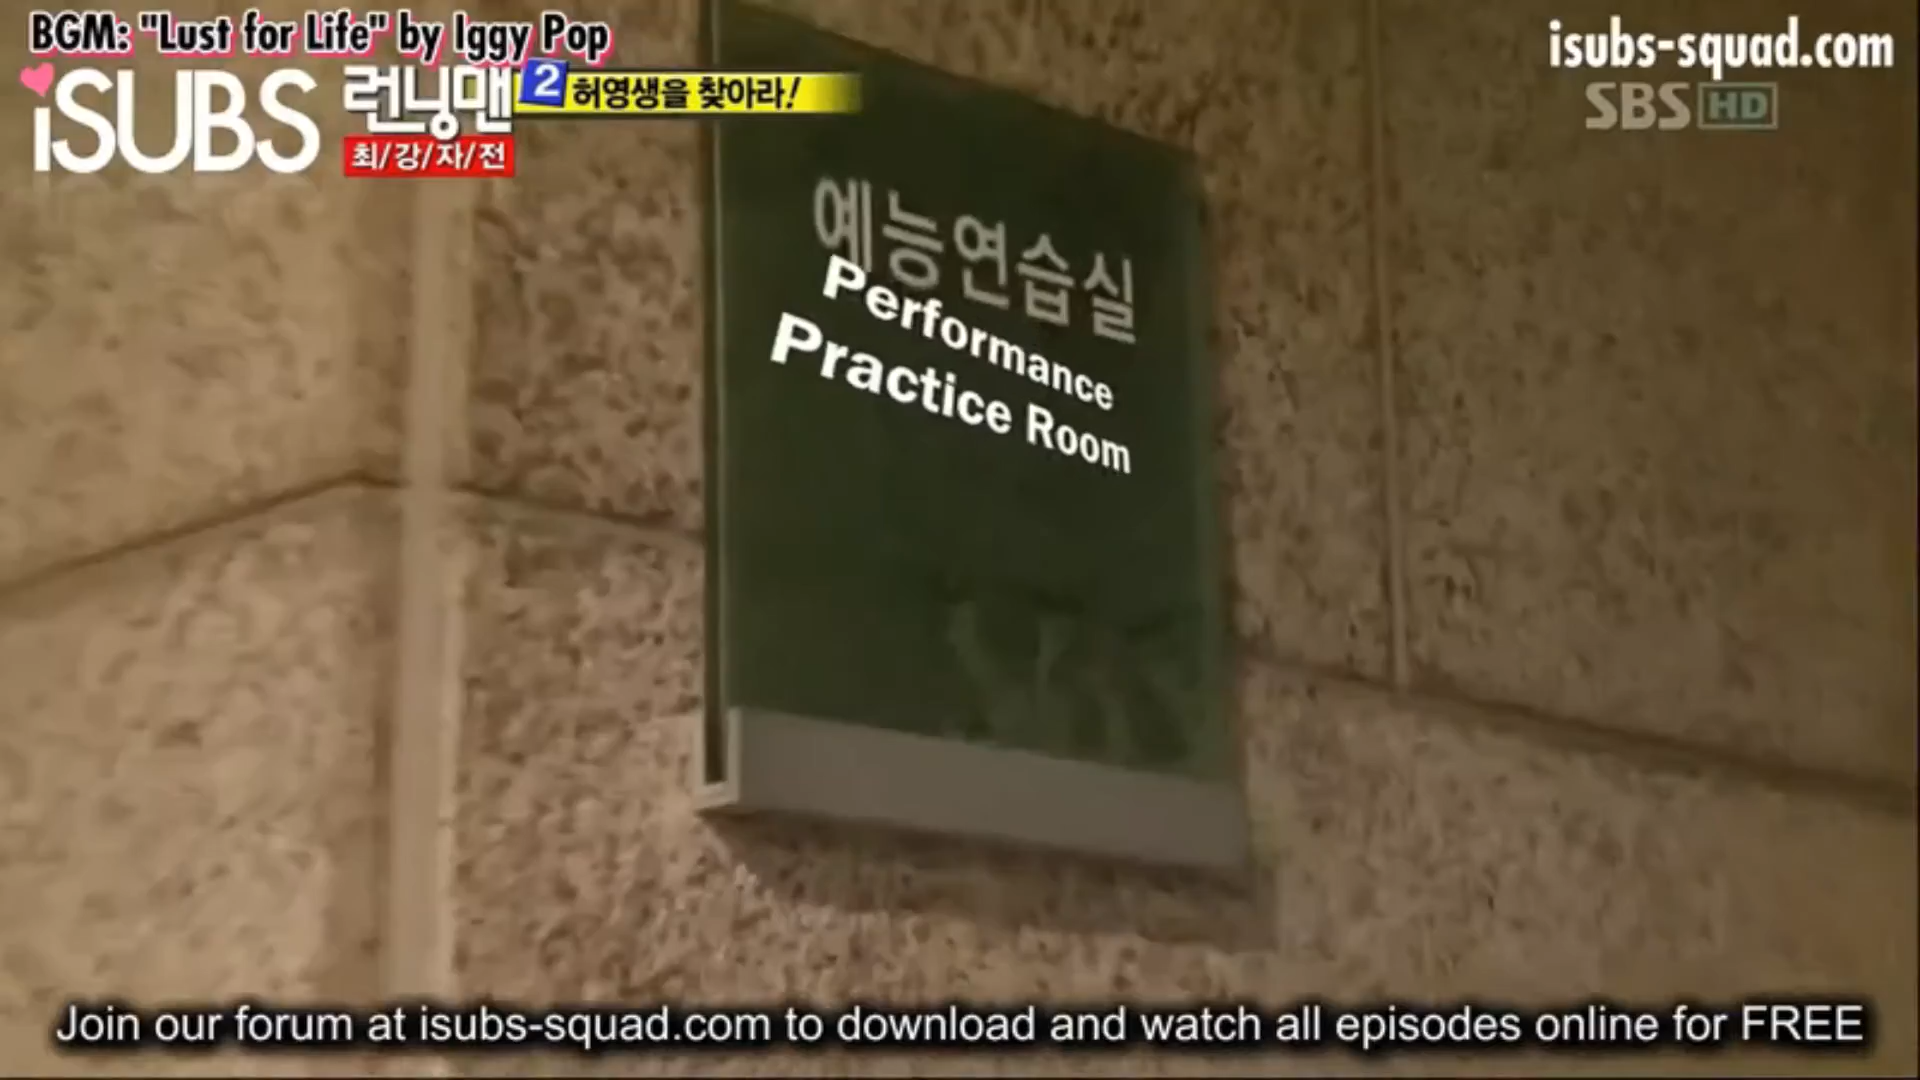 BGM: "Lust for Life" by Iggy Pop
isubs-squad.com
iSUBS
런닝맨
2 허영생을 찾아라!
SBS HD
최/강/자/전
예능연습실
Performance
Practice Room
Join our forum at isubs-squad.com to download and watch all episodes online for FREE